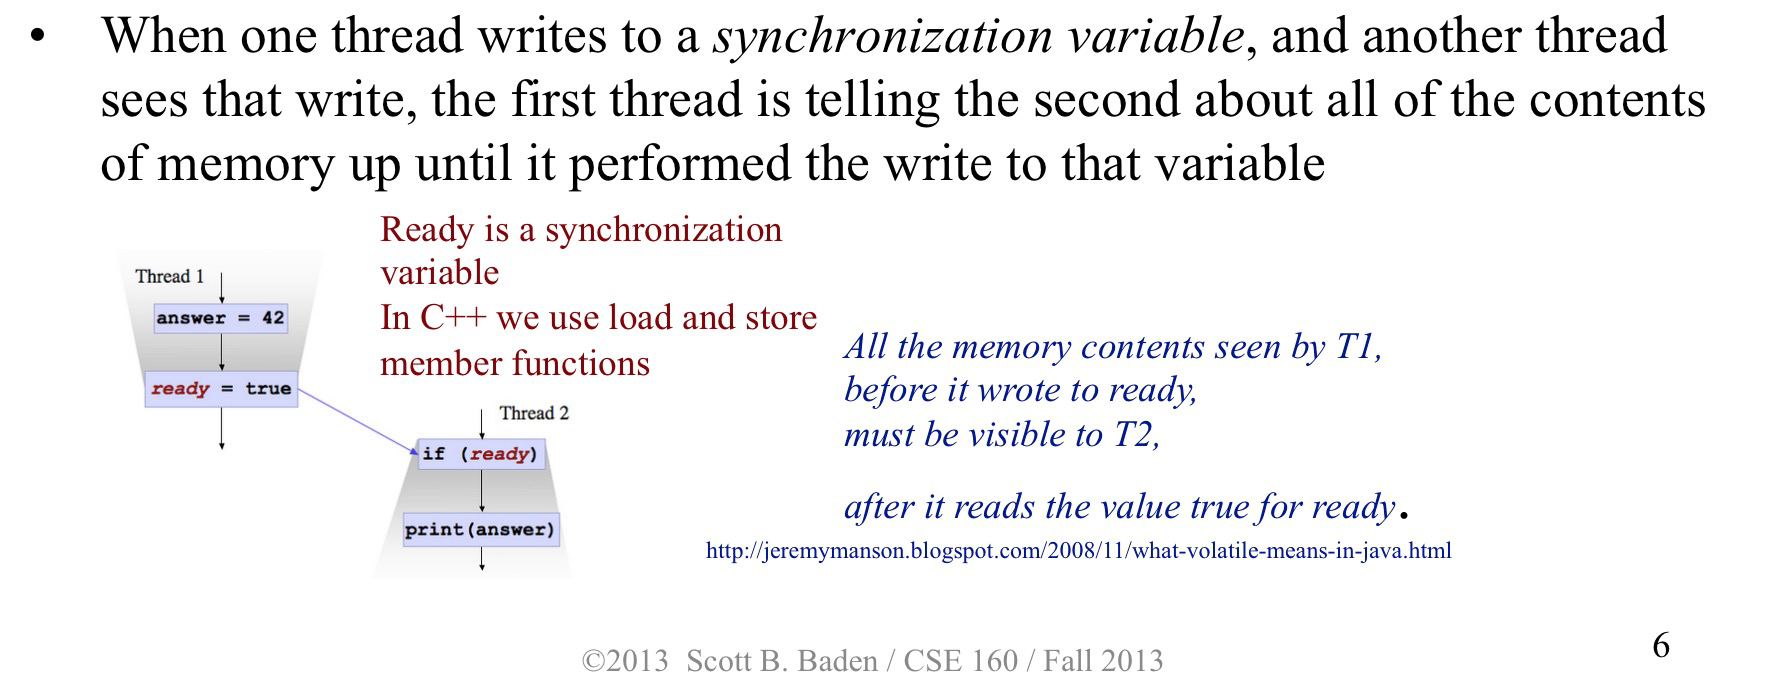 • When one thread writes to a synchronization variable, and another thread
sees that write, the first thread is telling the second about all of the contents
of memory up until it performed the write to that variable
Ready is a synchronization
variable
In C++ we use load and store
member functions
Thread 1
answer = 42
ready = true
Thread 2
if (ready)
print(answer)
All the memory contents seen by T1,
before it wrote to ready,
must be visible to T2,
after it reads the value true for ready.
http://jeremymanson.blogspot.com/2008/11/what-volatile-means-in-java.html
©2013 Scott B. Baden / CSE 160 / Fall 2013
6